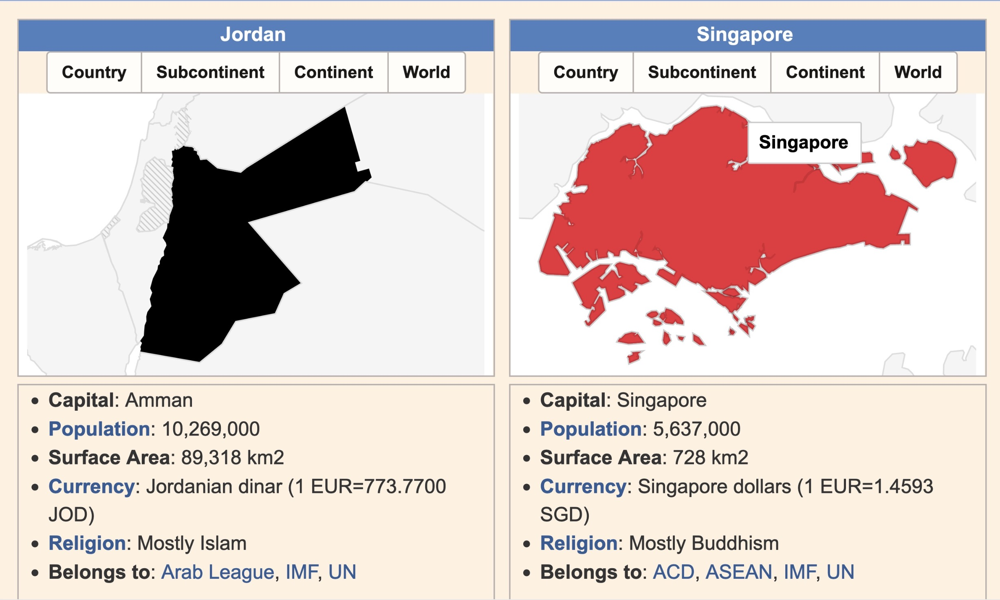 Jordan
Country Subcontinent Continent World
• Capital: Amman
• Population: 10,269,000
• Surface Area: 89,318 km2
• Currency: Jordanian dinar (1 EUR=773.7700
JOD)
• Religion: Mostly Islam
• Belongs to: Arab League, IMF, UN
Singapore
Country Subcontinent Continent World
Singapore
• Capital: Singapore
• Population: 5,637,000
• Surface Area: 728 km2
• Currency: Singapore dollars (1 EUR=1.4593
SGD)
• Religion: Mostly Buddhism
• Belongs to: ACD, ASEAN, IMF, UN